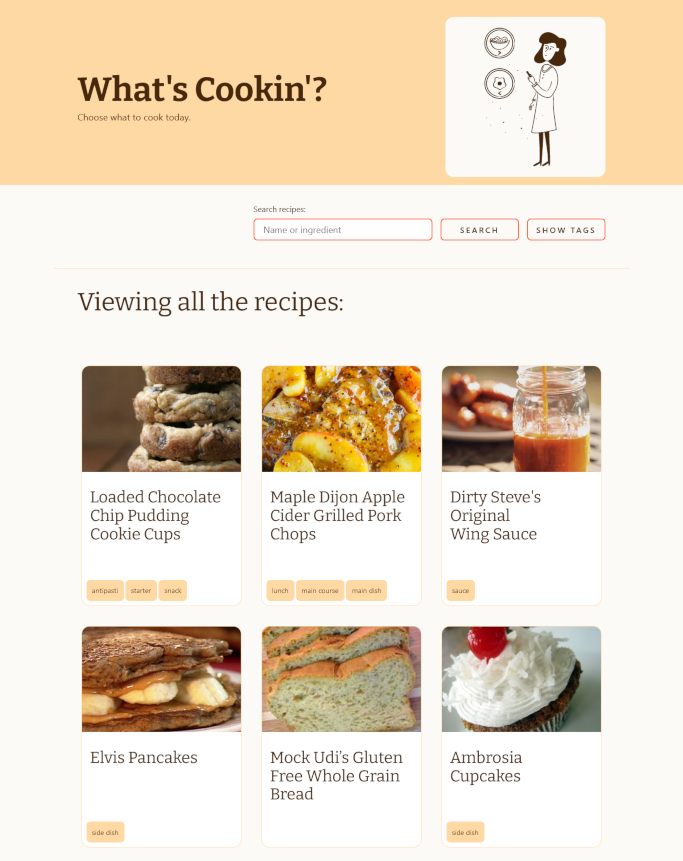 What's Cookin'?
Choose what to cook today.
Search recipes:
Name or ingredient
SEARCH
SHOW TAGS
Viewing all the recipes:
Loaded Chocolate
Chip Pudding
Cookie Cups
antipasti
starter
snack
Maple Dijon Apple
Cider Grilled Pork
Chops
lunch
main course
main dish
Dirty Steve's
Original
Wing Sauce
sauce
Elvis Pancakes
side dish
Mock Udi's Gluten
Free Whole Grain
Bread
Ambrosia
Cupcakes
side dish